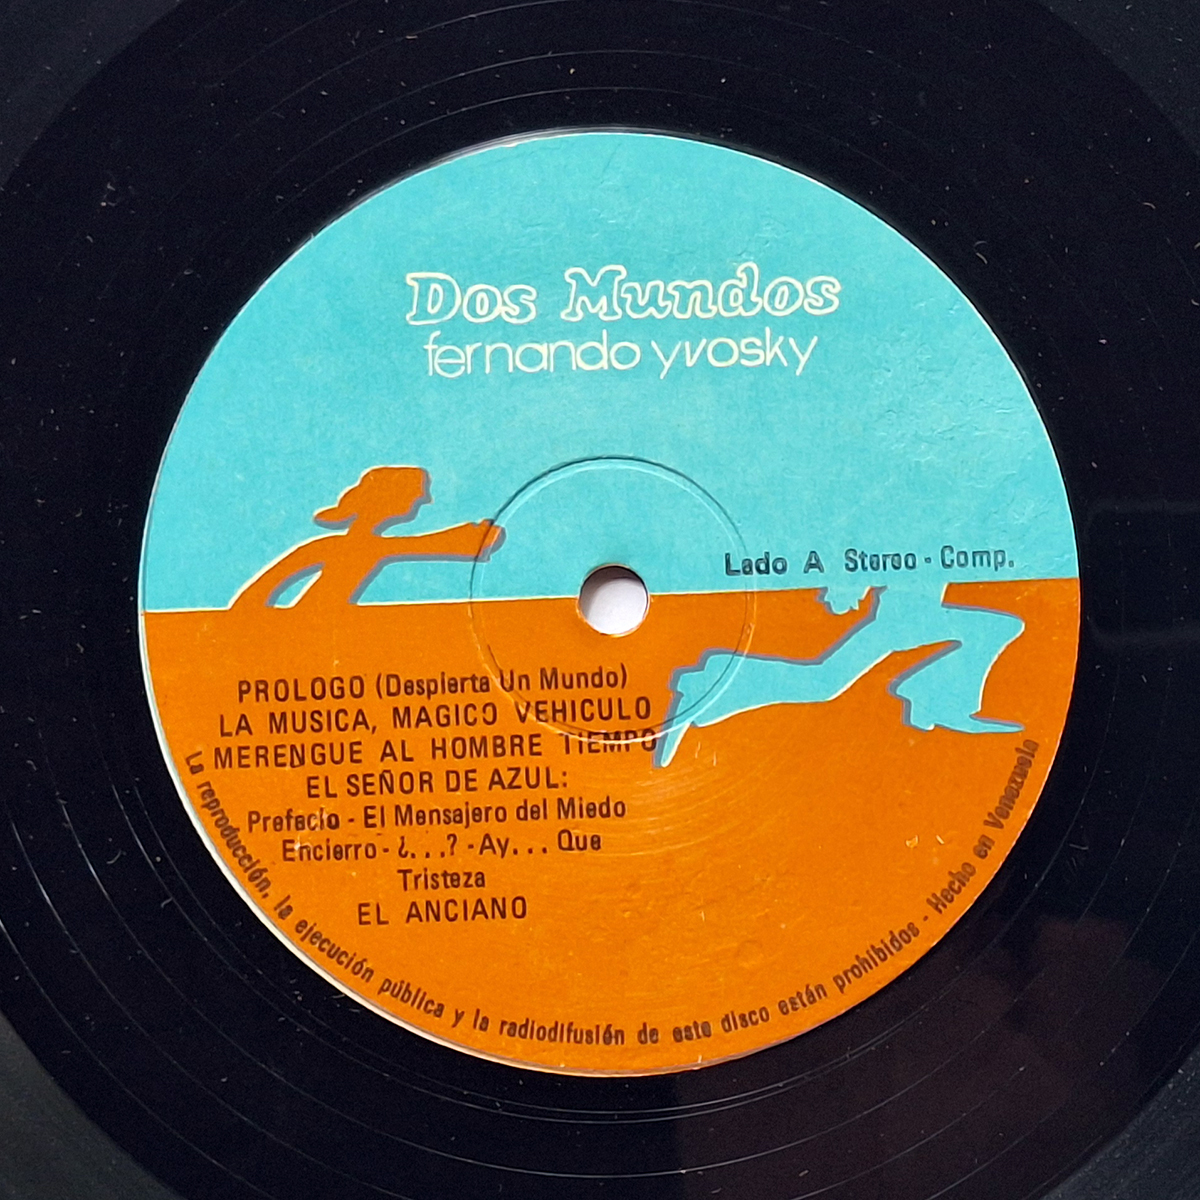 Dos Mundos
fernando yvosky
Lado A Stereo - Comp.
PROLOGO (Despierta Un Mundo)
LA MUSICA, MAGICO VEHICULO
MERENGUE AL HOMBRE TIEMPO
EL SEÑOR DE AZUL:
Prefacio - El Mensajero del Miedo
Encierro - ¿...? - Ay... Que
Tristeza
EL ANCIANO
La reproducción, la ejecución pública y la radiodifusión de este disco están prohibidos - Hecho en Venezuela